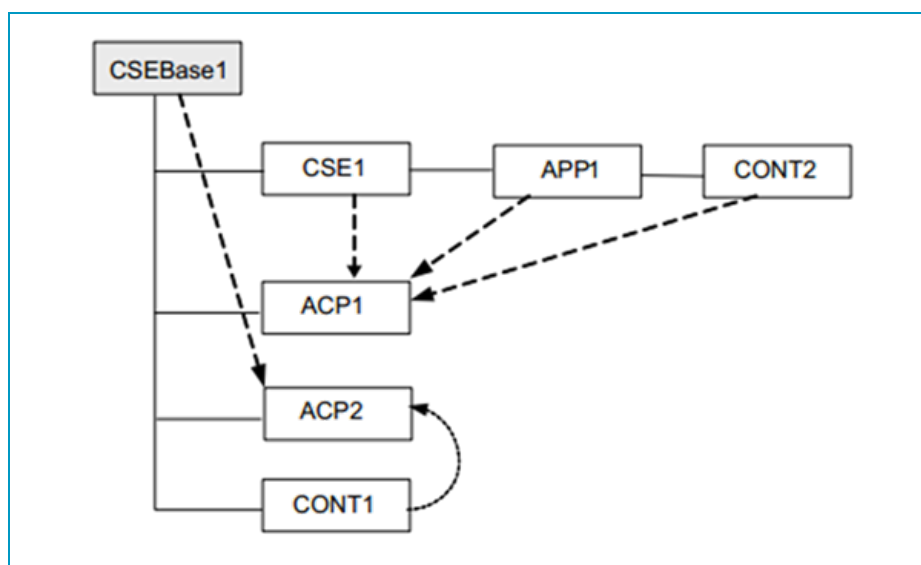 CSEBase1
CSE1
APP1
CONT2
ACP1
ACP2
CONT1